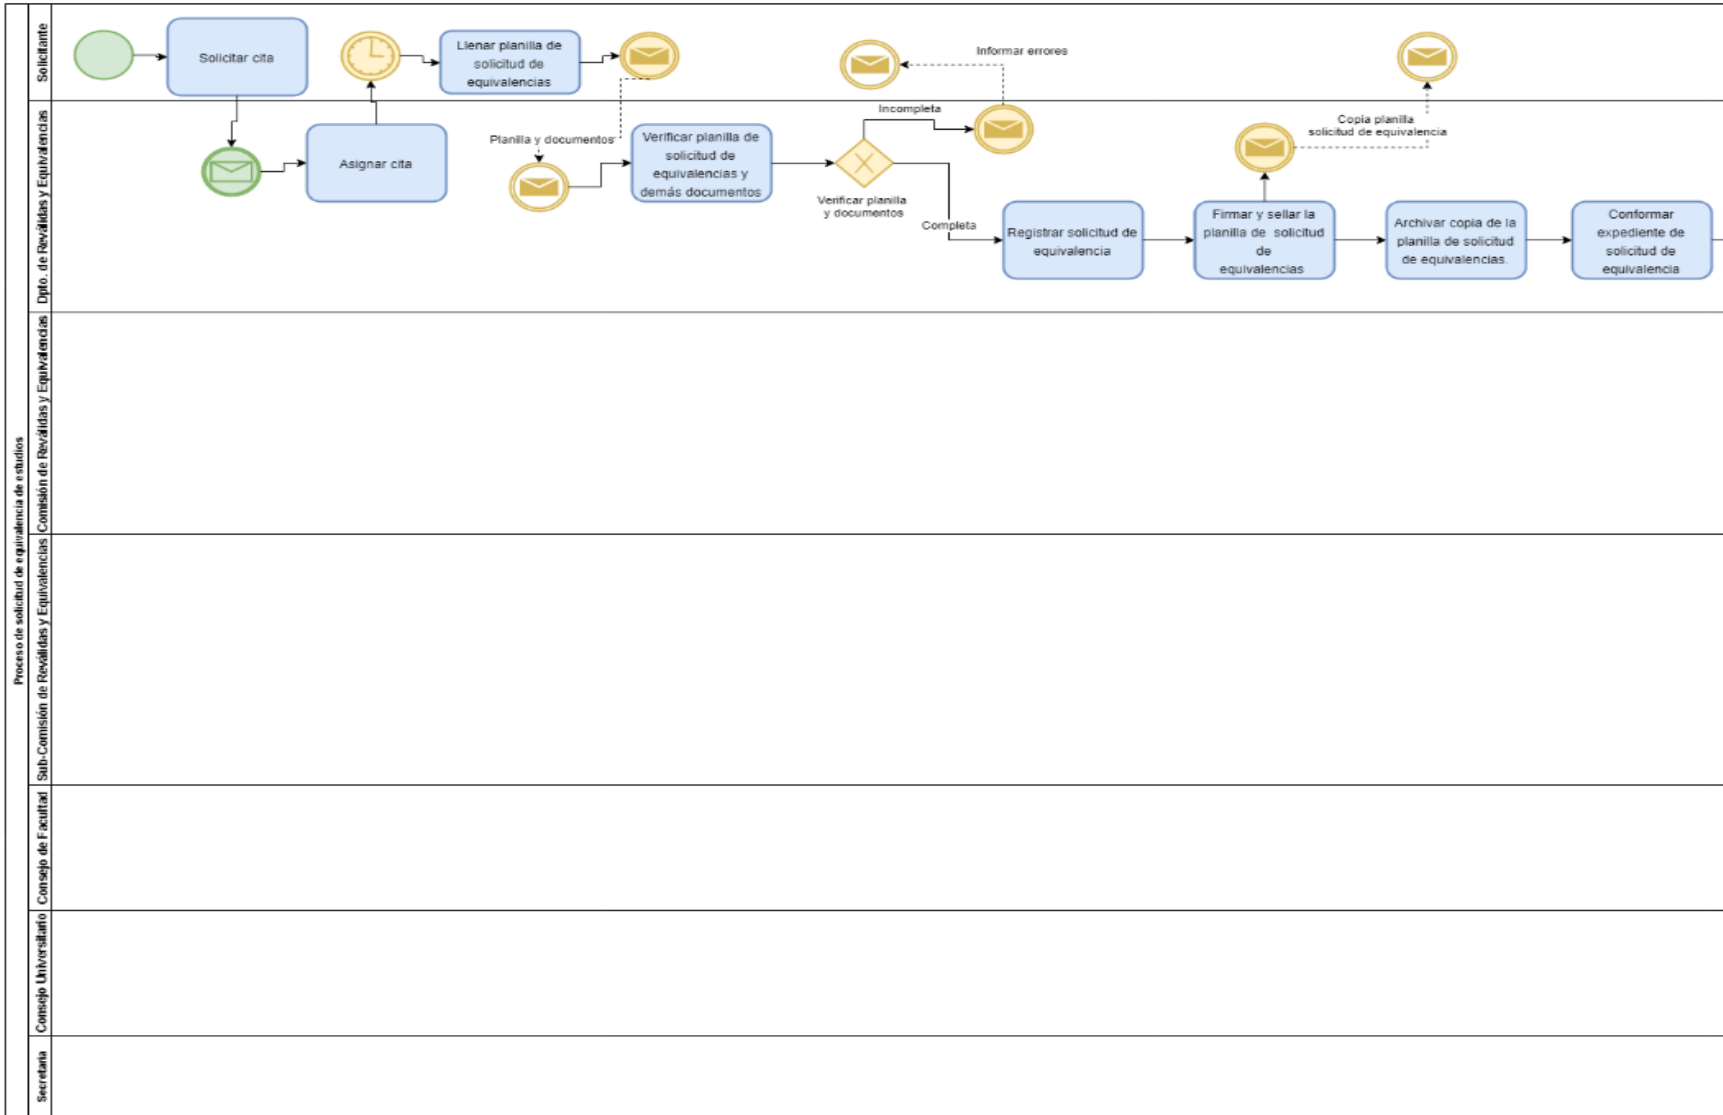 Proceso de solicitud de equivalencia de estudios
Solicitante
Solicitar cita
Llenar planilla de
solicitud de
equivalencias
Informar errores
Dpto. de Reválidas y Equivalencias
Asignar cita
Planilla y documentos
Verificar planilla de
solicitud de
equivalencias y
demás documentos
Incompleta
Verificar planilla
y documentos
Completa
Registrar solicitud de
equivalencia
Copia planilla
solicitud de equivalencia
Firmar y sellar la
planilla de solicitud
de
equivalencias
Archivar copia de la
planilla de solicitud
de equivalencias.
Conformar
expediente de
solicitud de
equivalencia
Comisión de Reválidas y Equivalencias
Sub-Comisión de Reválidas y Equivalencias
Consejo de Facultad
Consejo Universitario
Secretaria